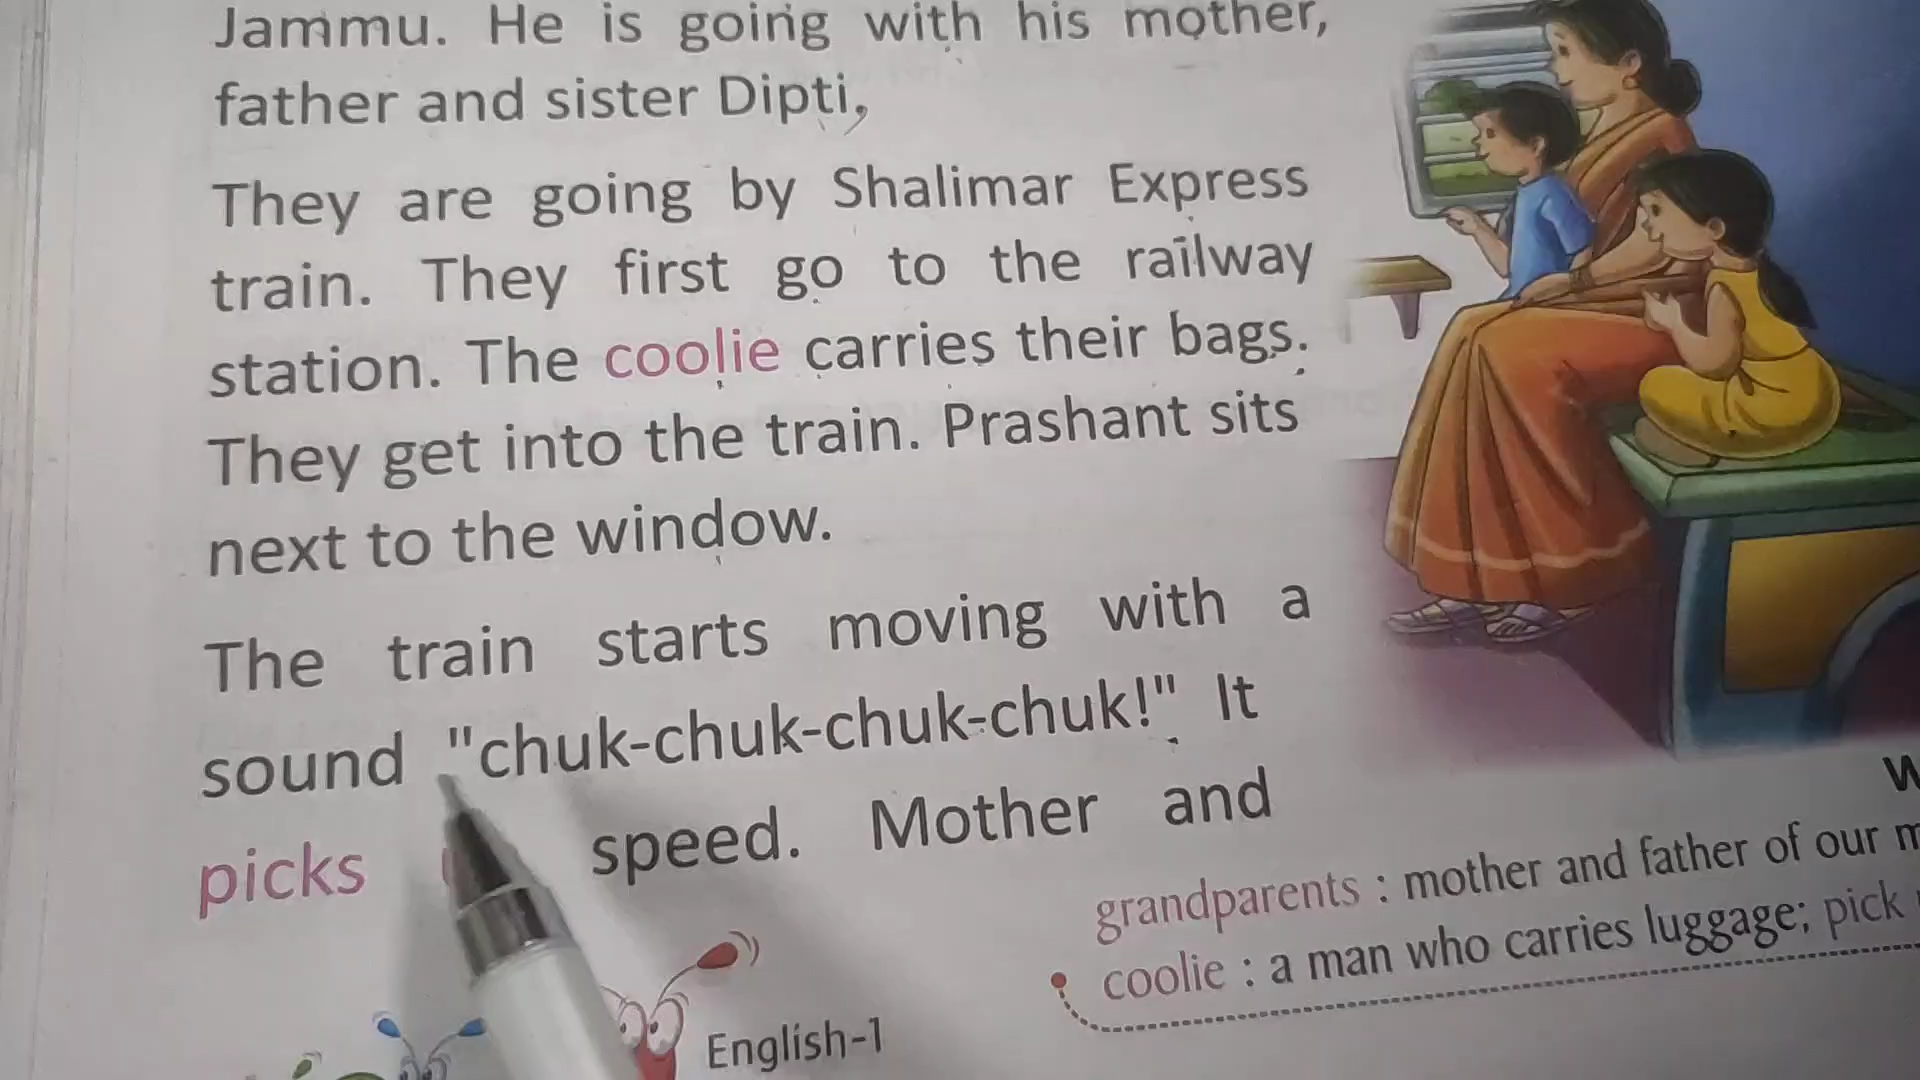 Jammu. He is going with his mother,
father and sister Dipti,
They are going by Shalimar Express
train. They first go to the railway
station. The coolie carries their bags.
They get into the train. Prashant sits
next to the window.
The train starts moving with a
sound "chuk-chuk-chuk-chuk!" It
picks speed. Mother and
grandparents : mother and father of our
coolie : a man who carries luggage; pick
English-1